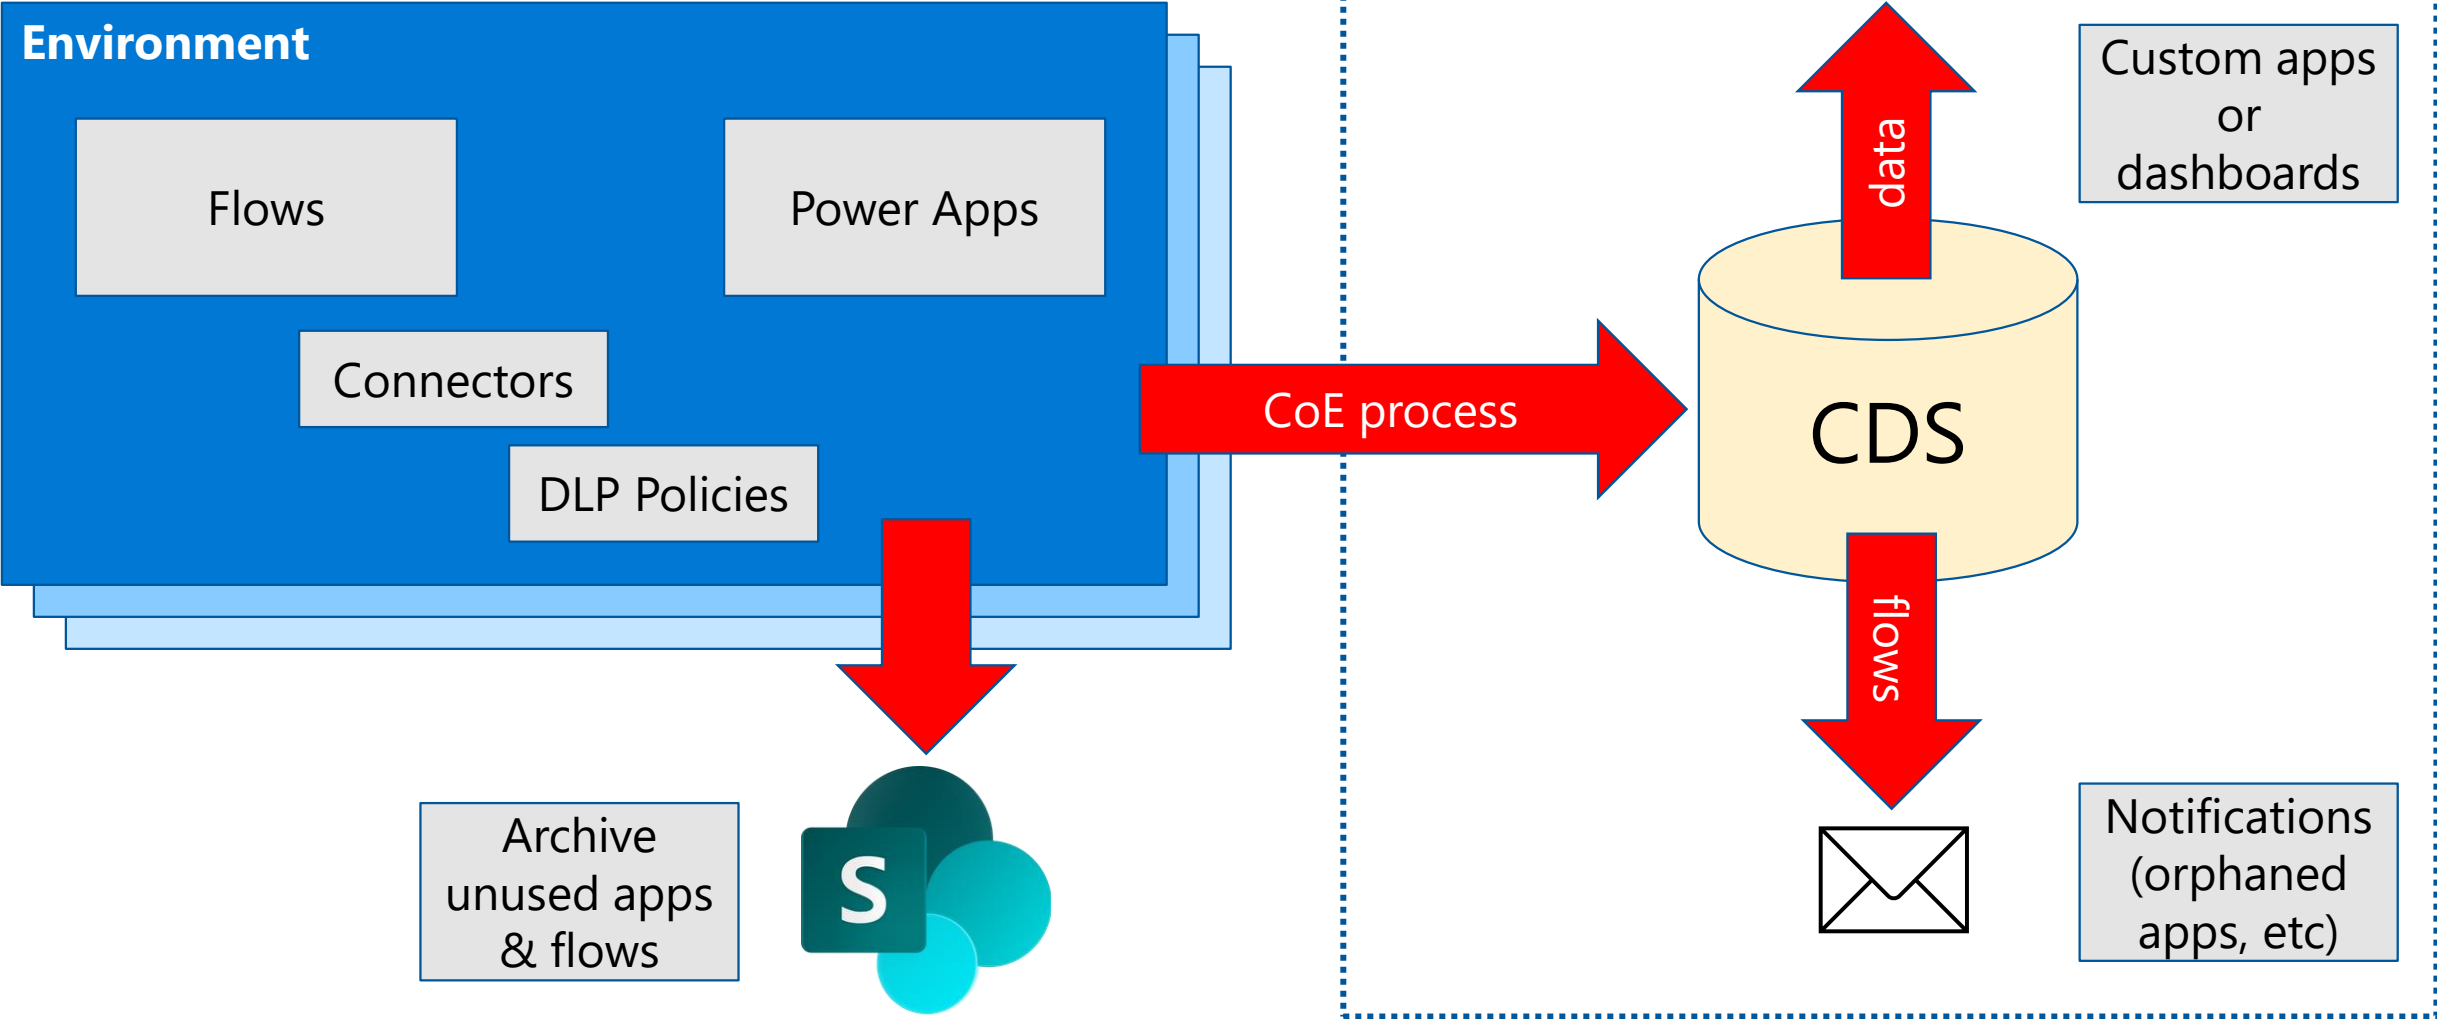 Environment
Flows
Power Apps
Connectors
DLP Policies
CoE process
data
Custom apps
or
dashboards
CDS
flows
Archive
unused apps
& flows
S
Notifications
(orphaned
apps, etc)